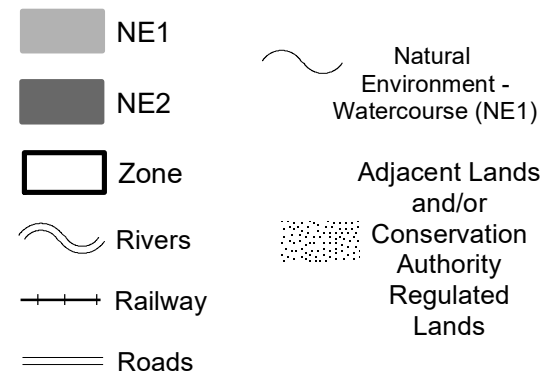 NE1
NE2
Zone
Rivers
Railway
Roads
Natural
Environment -
Watercourse (NE1)
Adjacent Lands
and/or
Conservation
Authority
Regulated
Lands